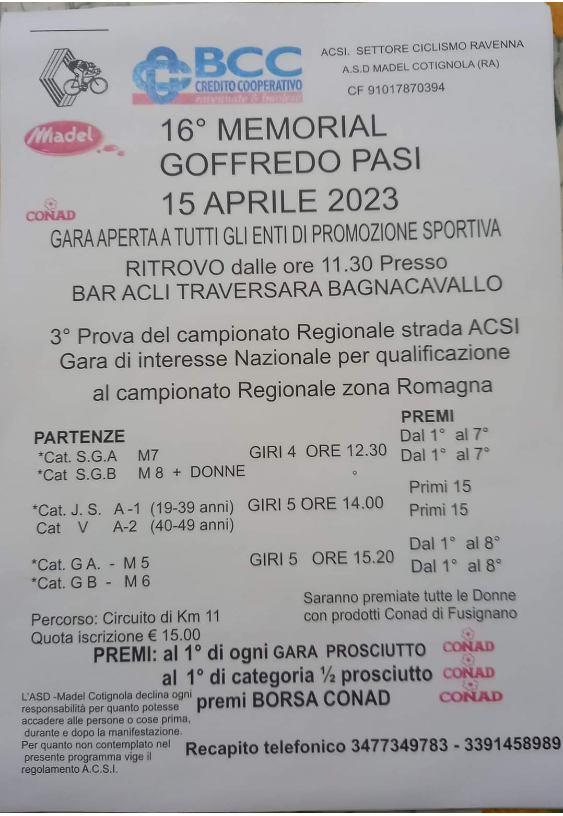 BCC
CREDITO COOPERATIVO
ravennate & imolese
ACSI. SETTORE CICLISMO RAVENNA
A.S.D MADEL COTIGNOLA (RA)
CF 91017870394
Madel
16° MEMORIAL
GOFFREDO PASI
15 APRILE 2023
CONAD
GARA APERTA A TUTTI GLI ENTI DI PROMOZIONE SPORTIVA
RITROVO dalle ore 11.30 Presso
BAR ACLI TRAVERSARA BAGNACAVALLO
3° Prova del campionato Regionale strada ACSI
Gara di interesse Nazionale per qualificazione
al campionato Regionale zona Romagna
PARTENZE PREMI
*Cat. S.G.A M7 GIRI 4 ORE 12.30 Dal 1° al 7°
*Cat S.G.B M 8 + DONNE Dal 1° al 7°
*Cat. J. S. A -1 (19-39 anni) GIRI 5 ORE 14.00 Primi 15
Cat V A-2 (40-49 anni) Primi 15
*Cat. G A. - M 5 GIRI 5 ORE 15.20 Dal 1° al 8°
*Cat. G B - M 6 Dal 1° al 8°
Saranno premiate tutte le Donne
con prodotti Conad di Fusignano
Percorso: Circuito di Km 11
Quota iscrizione € 15.00
PREMI: al 1° di ogni GARA PROSCIUTTO CONAD
al 1° di categoria ½ prosciutto CONAD
premi BORSA CONAD CONAD
L'ASD -Madel Cotignola declina ogni
responsabilità per quanto potesse
accadere alle persone o cose prima,
durante e dopo la manifestazione.
Per quanto non contemplato nel
presente programma vige il
regolamento A.C.S.I.
Recapito telefonico 3477349783 - 3391458989